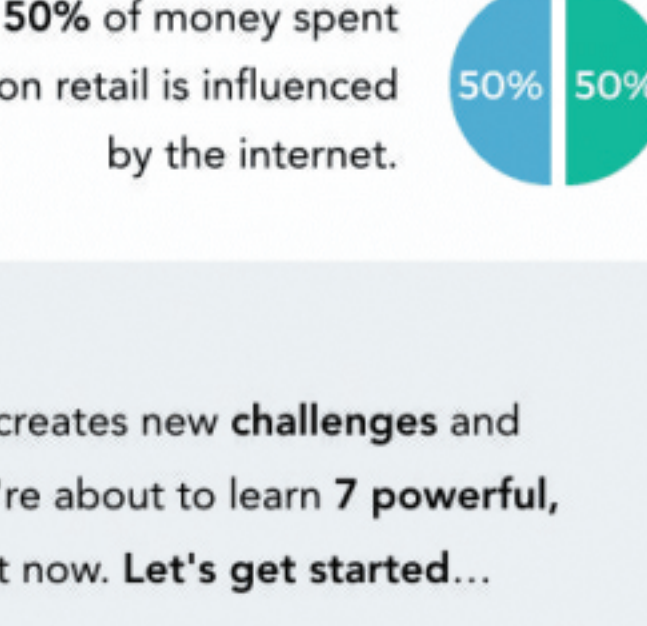 50% of money spent
on retail is influenced
by the internet.
50% 50%
creates new challenges and
're about to learn 7 powerful,
t now. Let's get started...